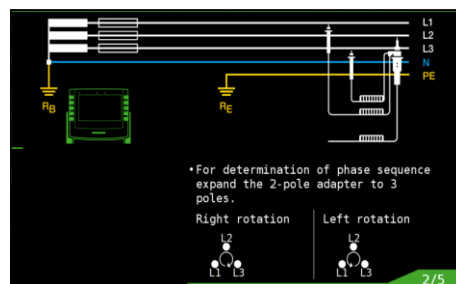 L1
L2
L3
N
PE
RB
RE
•For determination of phase sequence
expand the 2-pole adapter to 3
poles.
Right rotation
Left rotation
L2
L1 L3
L2
L1 L3
2/5